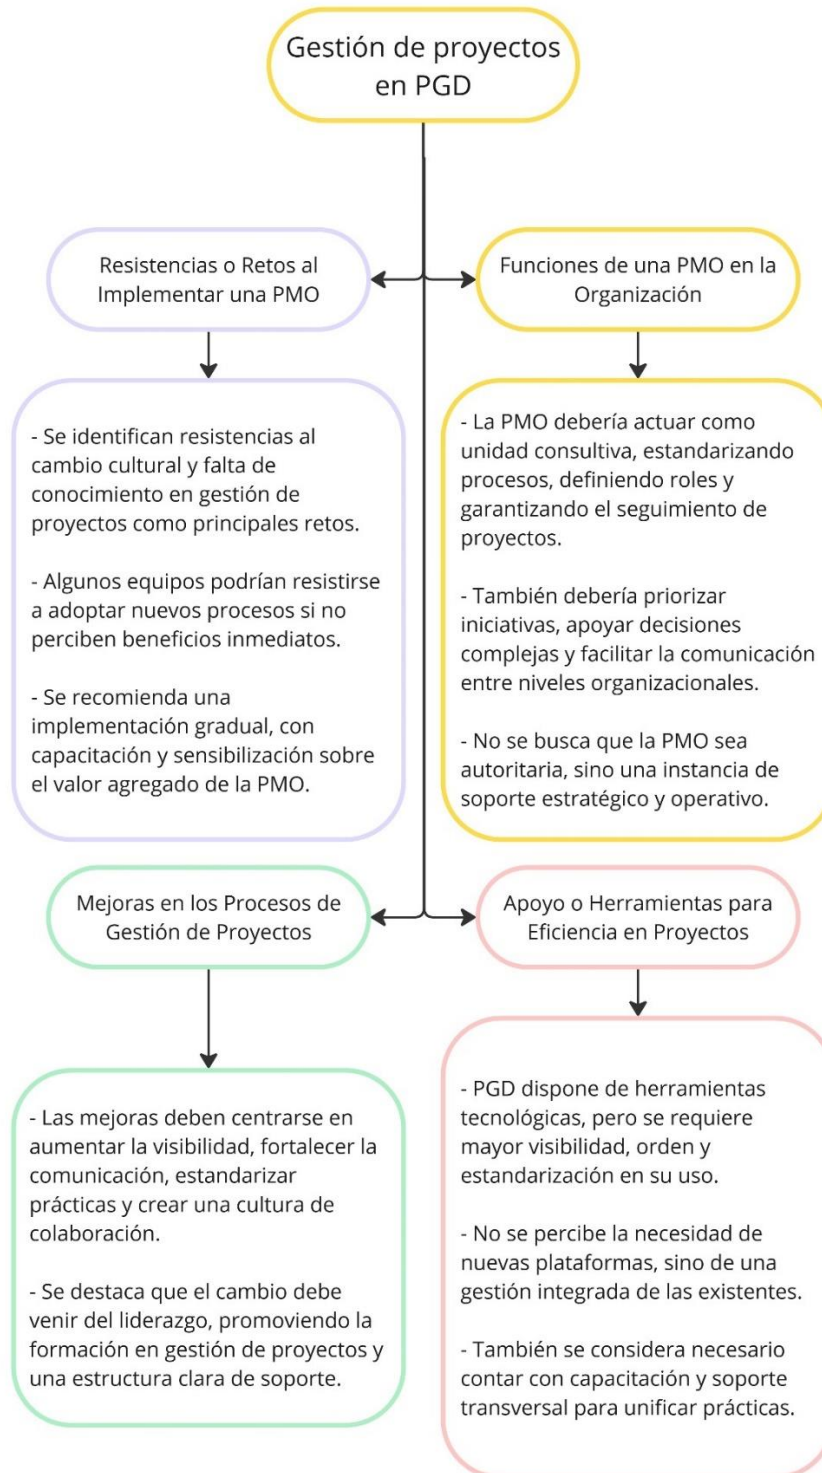 Gestión de proyectos
en PGD
Resistencias o Retos al
Implementar una PMO
Funciones de una PMO en la
Organización
- Se identifican resistencias al
cambio cultural y falta de
conocimiento en gestión de
proyectos como principales retos.
- Algunos equipos podrían resistirse
a adoptar nuevos procesos si no
perciben beneficios inmediatos.
- Se recomienda una
implementación gradual, con
capacitación y sensibilización sobre
el valor agregado de la PMO.
- La PMO debería actuar como
unidad consultiva, estandarizando
procesos, definiendo roles y
garantizando el seguimiento de
proyectos.
- También debería priorizar
iniciativas, apoyar decisiones
complejas y facilitar la comunicación
entre niveles organizacionales.
- No se busca que la PMO sea
autoritaria, sino una instancia de
soporte estratégico y operativo.
Mejoras en los Procesos de
Gestión de Proyectos
Apoyo o Herramientas para
Eficiencia en Proyectos
- Las mejoras deben centrarse en
aumentar la visibilidad, fortalecer la
comunicación, estandarizar
prácticas y crear una cultura de
colaboración.
- Se destaca que el cambio debe
venir del liderazgo, promoviendo la
formación en gestión de proyectos y
una estructura clara de soporte.
- PGD dispone de herramientas
tecnológicas, pero se requiere
mayor visibilidad, orden y
estandarización en su uso.
- No se percibe la necesidad de
nuevas plataformas, sino de una
gestión integrada de las existentes.
- También se considera necesario
contar con capacitación y soporte
transversal para unificar prácticas.